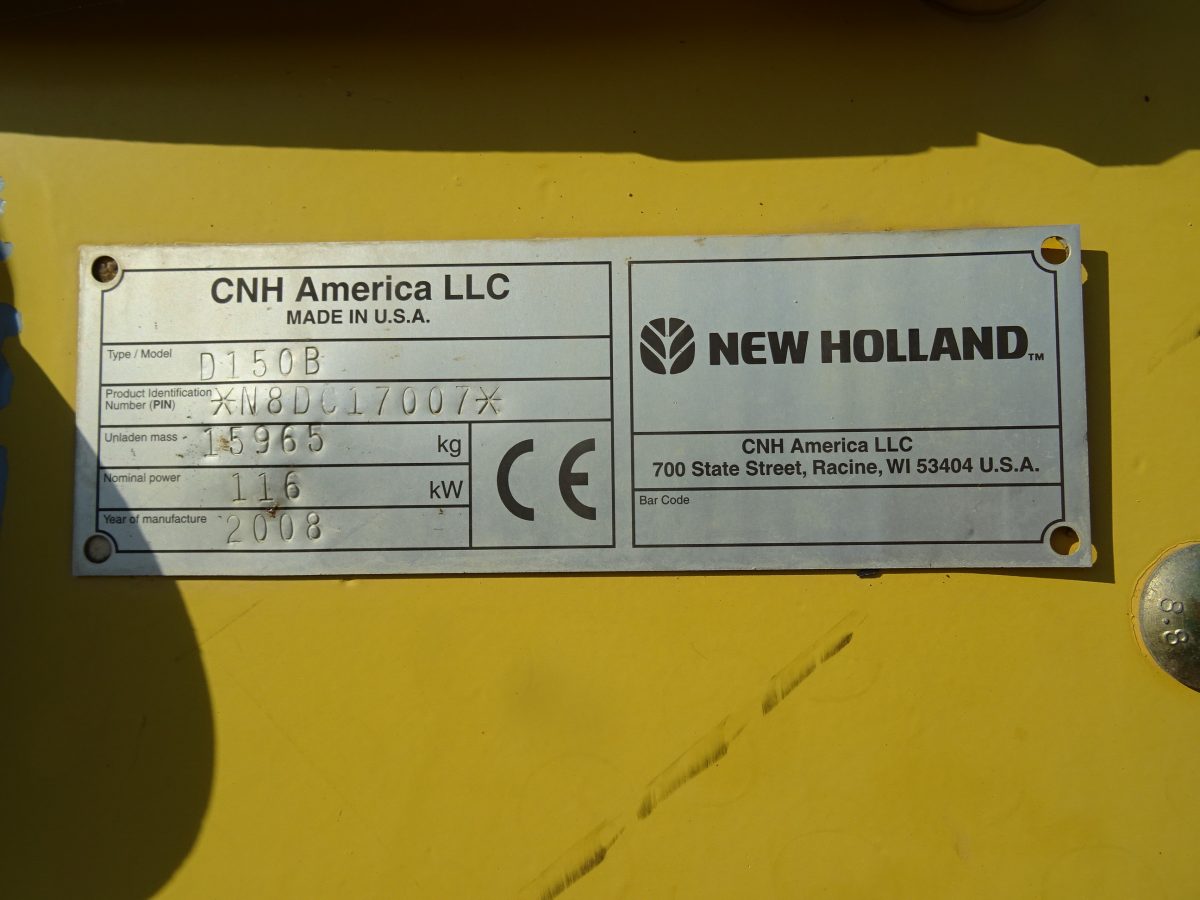 CNH America LLC
MADE IN U.S.A.
Type / Model D150B
Product Identification
Number (PIN) *N8DC17007*
Unladen mass 15965 kg
Nominal power 116 kW
Year of manufacture 2008
CE
NEW HOLLAND™
CNH America LLC
700 State Street, Racine, WI 53404 U.S.A.
Bar Code
8.8